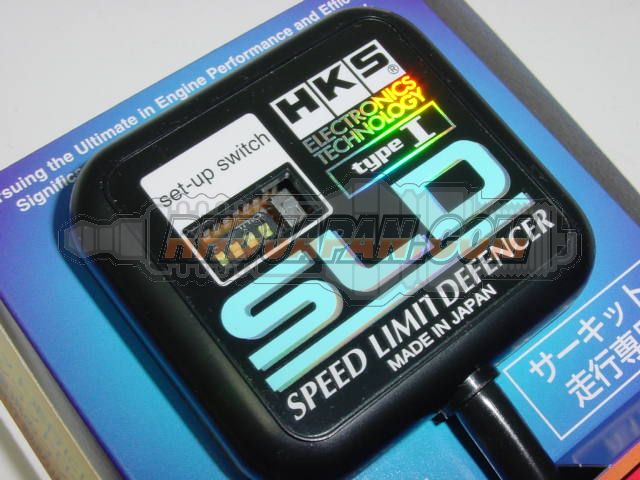 rsuing the Ultimate in Engine Performance and Effic
Signific
HKS®
ELECTRONICS
TECHNOLOGY
type I
set-up switch
SLD
SPEED LIMIT DEFENCER
MADE IN JAPAN
サーキット
走行専